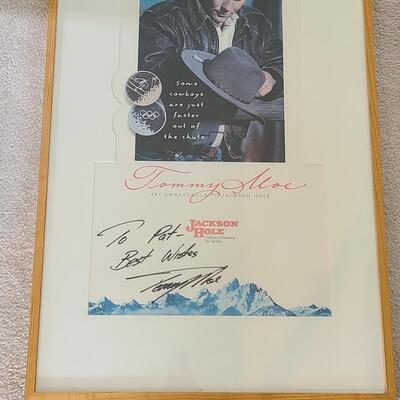 Some
cowboys
are just
faster
out of
the chute.
Tommy Moe
SKI AMBASSADOR TO JACKSON HOLE
JACKSON
HOLE
To Pat-
Best Wishes
Tommy Moe